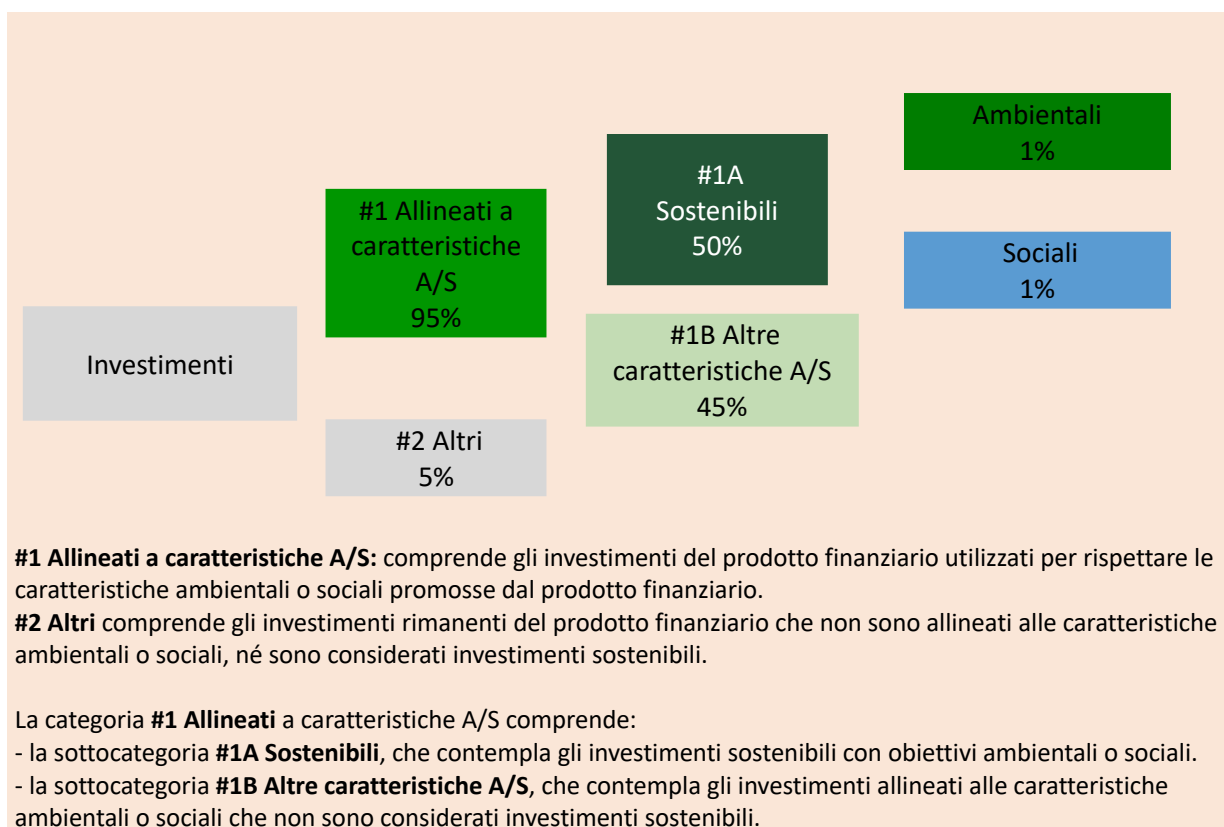 Ambientali
1%
#1A
Sostenibili
50%
#1 Allineati a
caratteristiche
A/S
95%
Sociali
1%
Investimenti
#1B Altre
caratteristiche A/S
45%
#2 Altri
5%
#1 Allineati a caratteristiche A/S: comprende gli investimenti del prodotto finanziario utilizzati per rispettare le
caratteristiche ambientali o sociali promosse dal prodotto finanziario.
#2 Altri comprende gli investimenti rimanenti del prodotto finanziario che non sono allineati alle caratteristiche
ambientali o sociali, né sono considerati investimenti sostenibili.
La categoria #1 Allineati a caratteristiche A/S comprende:
- la sottocategoria #1A Sostenibili, che contempla gli investimenti sostenibili con obiettivi ambientali o sociali.
- la sottocategoria #1B Altre caratteristiche A/S, che contempla gli investimenti allineati alle caratteristiche
ambientali o sociali che non sono considerati investimenti sostenibili.